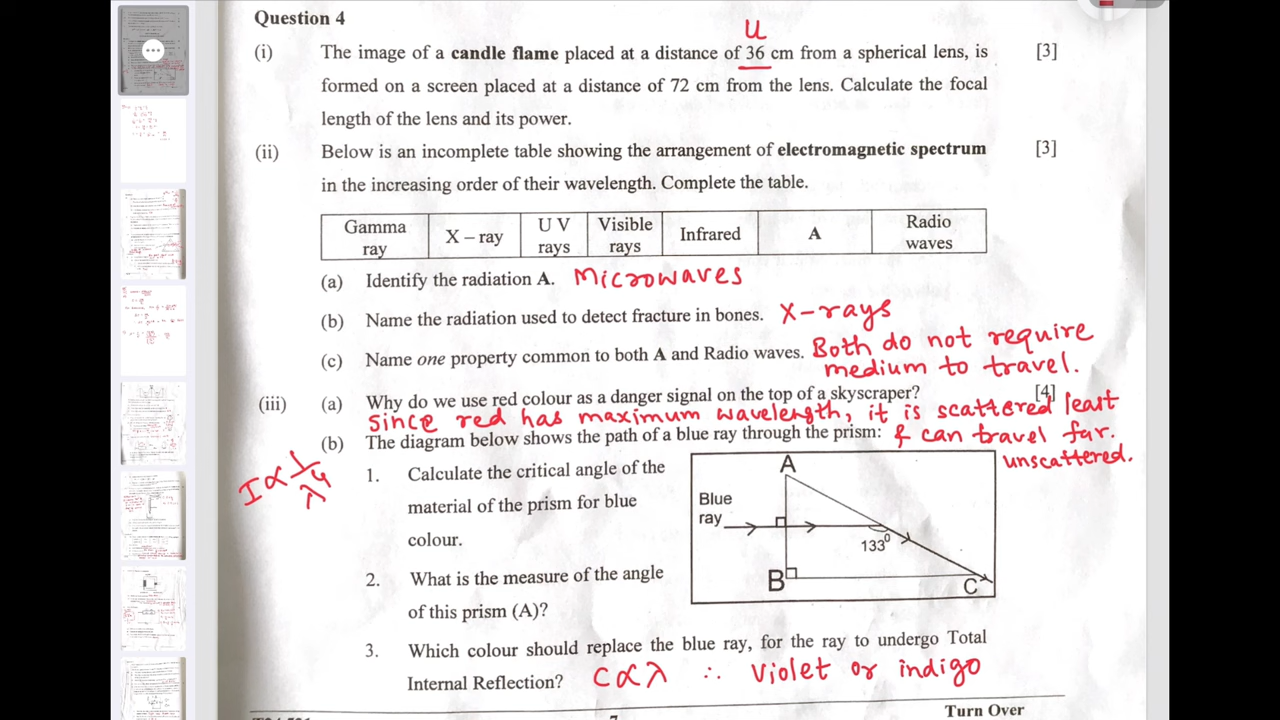 Question 4
u
(i) The image of a candle flame placed at a distance of 36 cm from a spherical lens, is [3]
formed on a screen placed at a distance of 72 cm from the lens. Calculate the focal
length of the lens and its power.
(ii) Below is an incomplete table showing the arrangement of electromagnetic spectrum [3]
in the increasing order of their wavelength. Complete the table.
Gamma ray X – ray U V rays Visible rays Infrared A Radio waves
(a) Identify the radiation A. Microwaves
(b) Name the radiation used to detect fracture in bones. X-rays
(c) Name one property common to both A and Radio waves. Both do not require
medium to travel.
(iii) (a) Why do we use red colour as a danger signal on the top of a skyscraper? [4]
Since red has maximum wavelength, it is scattered least
& can travel far.
unscattered.
(b) The diagram below shows the path of a blue ray through the prism:
I ∝ 1/λ⁴
1. Calculate the critical angle of the
material of the prism for blue
colour.
A
Blue
ray
133⁰
B
C
2. What is the measure of the angle
of this prism (A)?
3. Which colour should replace the blue ray, for the ray to undergo Total
nal Reflection? C∝λ ∴ Violet or indigo
Turn Over